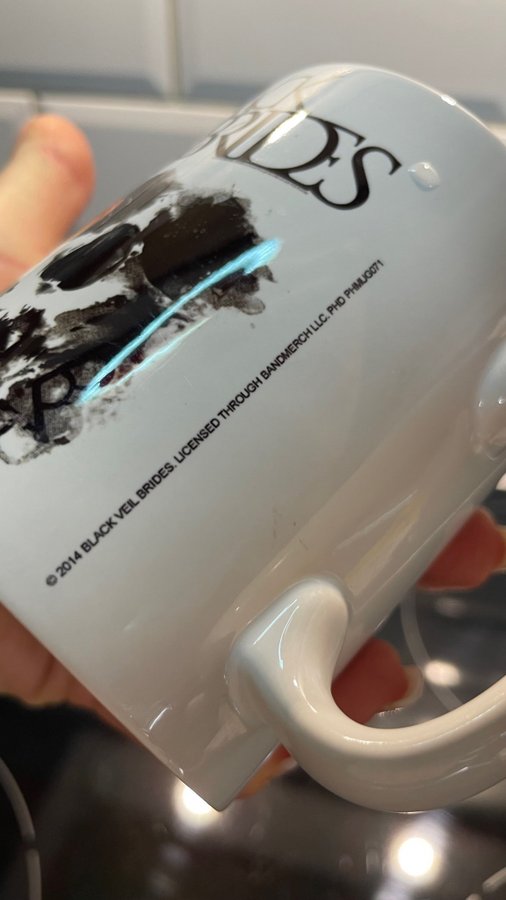 BRIDES
© 2014 BLACK VEIL BRIDES. LICENSED THROUGH BANDMERCH LLC. PHD PHMUG071